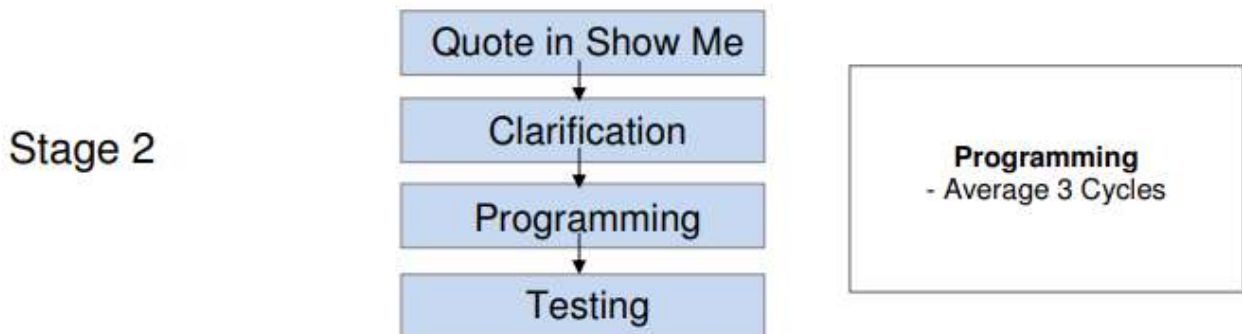 Quote in Show Me
Stage 2
Clarification
Programming
Testing
Programming
- Average 3 Cycles